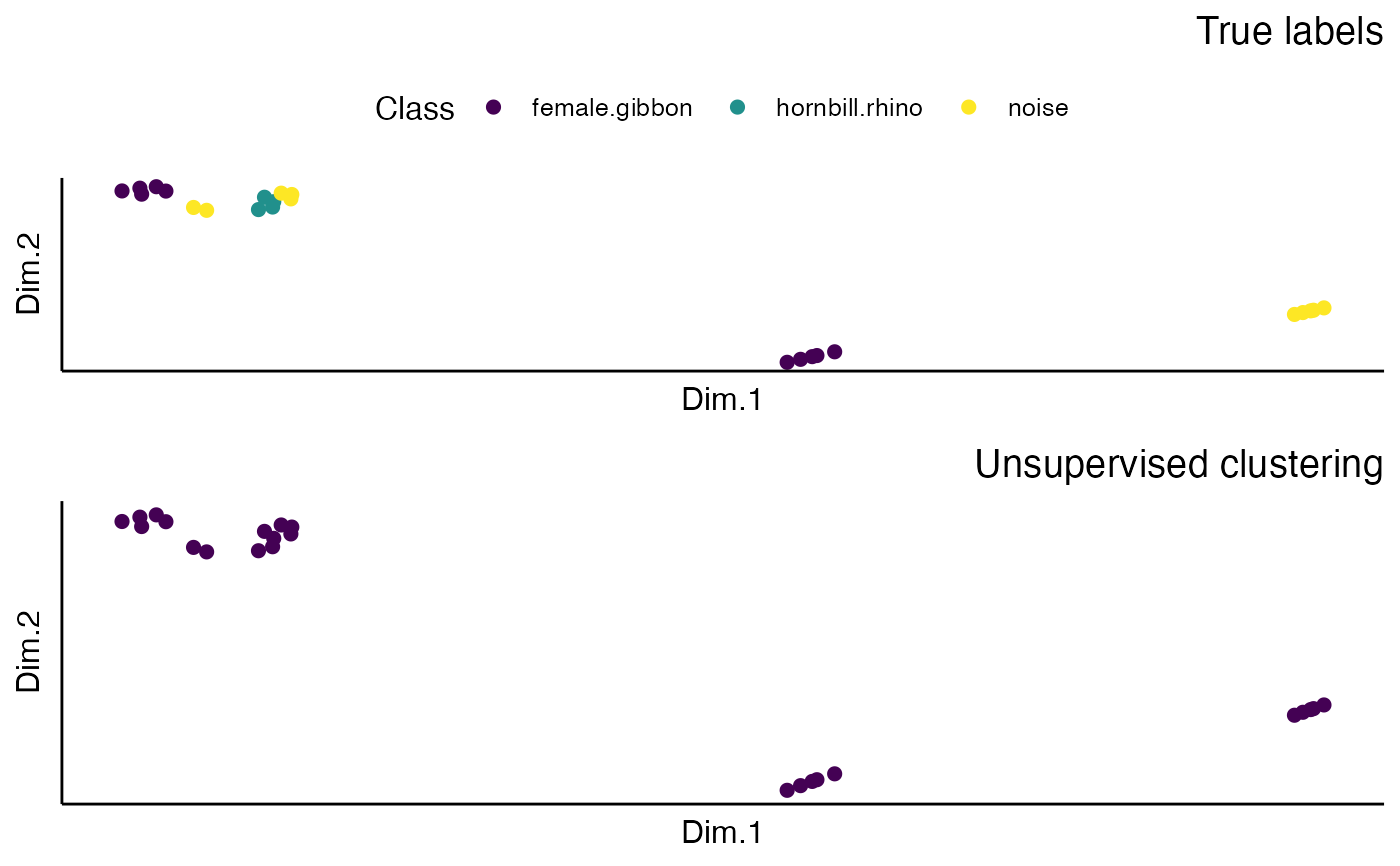 True labels
Class female.gibbon hornbill.rhino noise
Dim.2
Dim.1
Unsupervised clustering
Dim.2
Dim.1